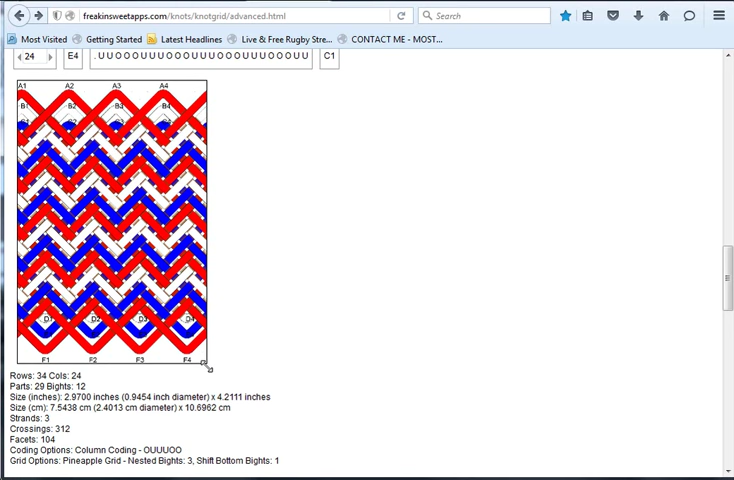 freakinsweetapps.com/knots/knotgrid/advanced.html
Search
Most Visited Getting Started Latest Headlines Live & Free Rugby Stre... CONTACT ME - MOST...
24 E4 C1
A1 A2 A3 A4
B1 B2 B3 B4
C1 C2 C3 C4
D1 D2 D3 D4
F1 F2 F3 F4
Rows: 34 Cols: 24
Parts: 29 Bights: 12
Size (inches): 2.9700 inches (0.9454 inch diameter) x 4.2111 inches
Size (cm): 7.5438 cm (2.4013 cm diameter) x 10.6962 cm
Strands: 3
Crossings: 312
Facets: 104
Coding Options: Column Coding - OUUUOO
Grid Options: Pineapple Grid - Nested Bights: 3, Shift Bottom Bights: 1